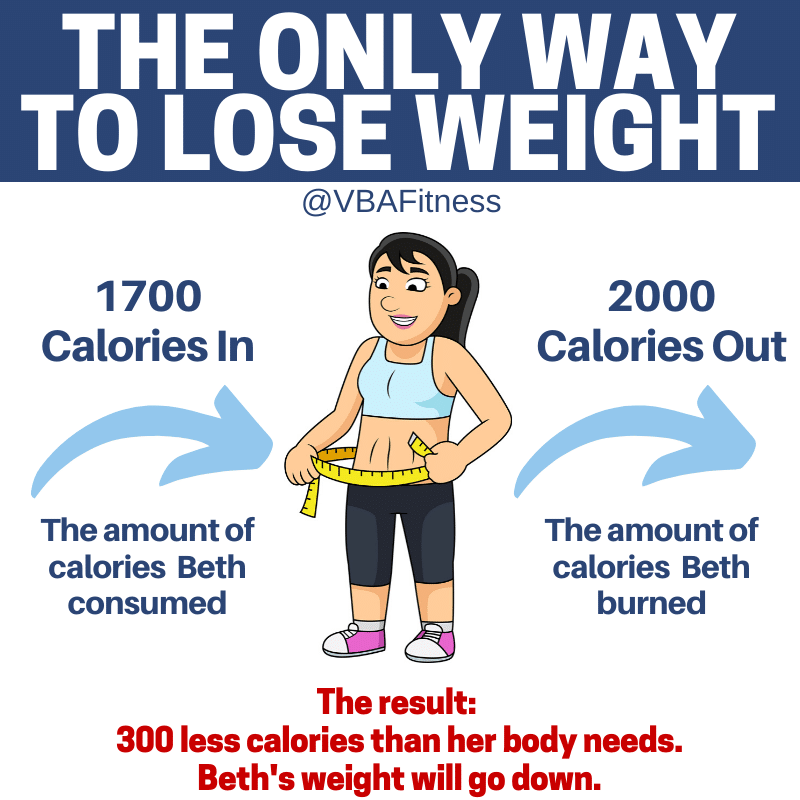 THE ONLY WAY
TO LOSE WEIGHT
@VBAFitness
1700
Calories In
2000
Calories Out
The amount of
calories Beth
consumed
The amount of
calories Beth
burned
The result:
300 less calories than her body needs.
Beth's weight will go down.